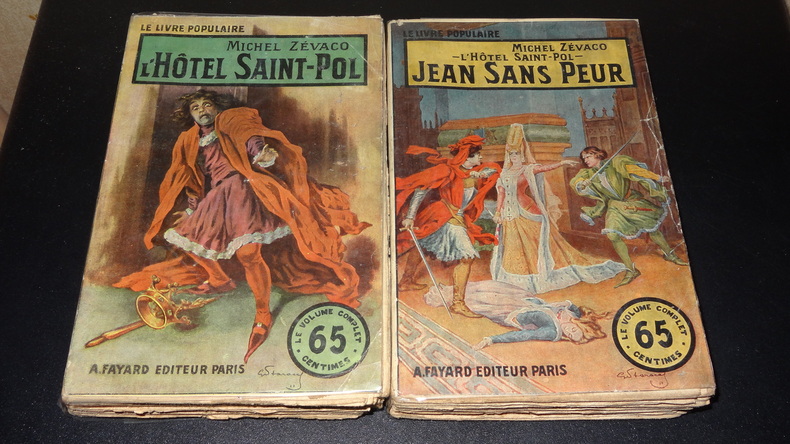 LE LIVRE POPULAIRE
MICHEL ZÉVACO
L'HÔTEL SAINT-POL
LE VOLUME COMPLET
65
CENTIMES
A. FAYARD EDITEUR PARIS
LE LIVRE POPULAIRE
MICHEL ZÉVACO
-L'HÔTEL SAINT-POL-
JEAN SANS PEUR
LE VOLUME COMPLET
65
CENTIMES
A. FAYARD EDITEUR PARIS